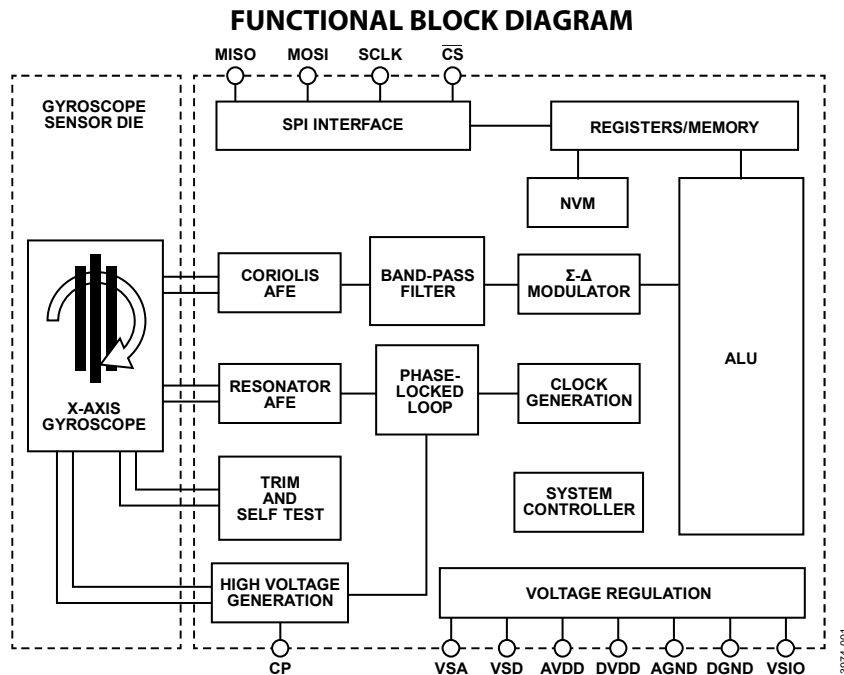 FUNCTIONAL BLOCK DIAGRAM
MISO MOSI SCLK CS
GYROSCOPE
SENSOR DIE
SPI INTERFACE
REGISTERS/MEMORY
NVM
CORIOLIS
AFE
BAND-PASS
FILTER
Σ-Δ
MODULATOR
ALU
X-AXIS
GYROSCOPE
RESONATOR
AFE
PHASE-
LOCKED
LOOP
CLOCK
GENERATION
TRIM
AND
SELF TEST
SYSTEM
CONTROLLER
HIGH VOLTAGE
GENERATION
VOLTAGE REGULATION
CP VSA VSD AVDD DVDD AGND DGND VSIO